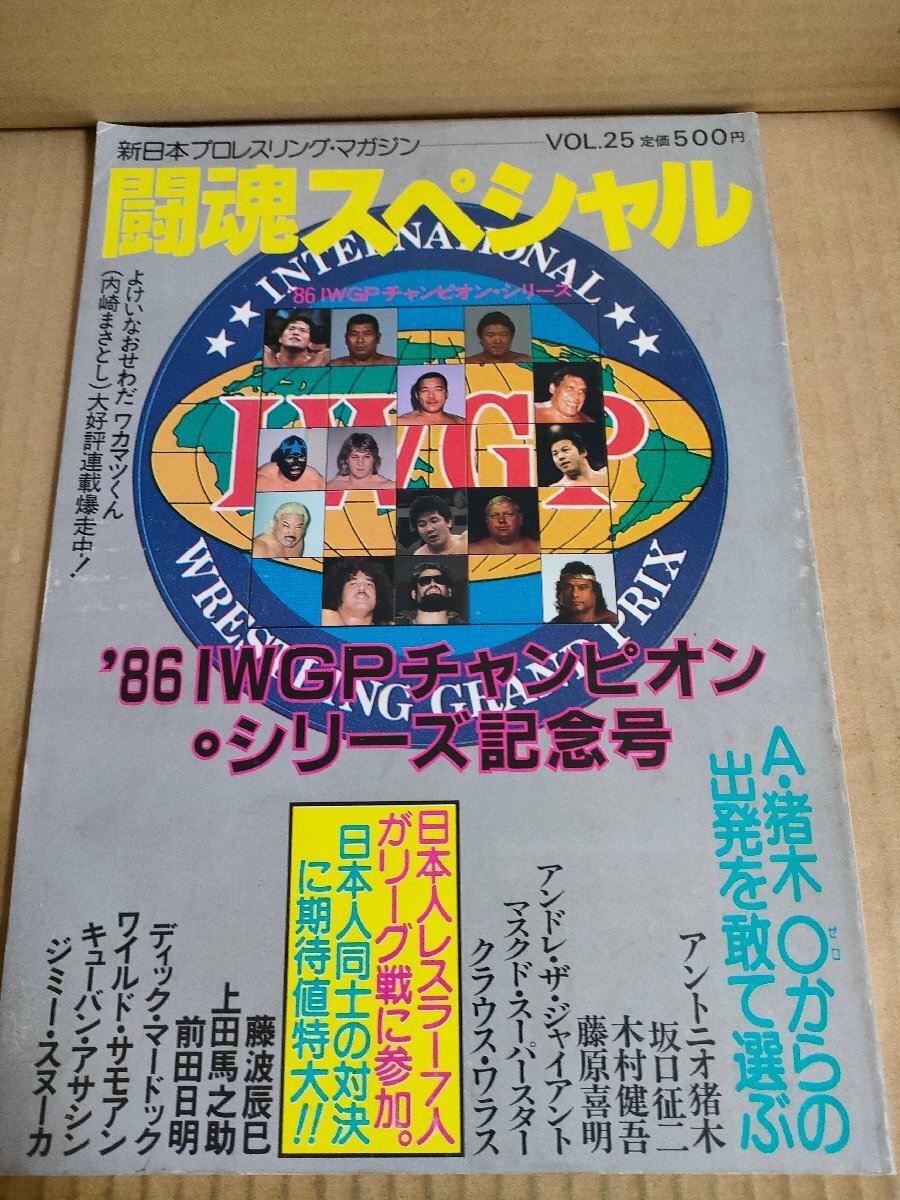 新日本プロレスリング・マガジン
VOL.25 定価500円
闘魂スペシャル
INTERNATIONAL
'86 IWGPチャンピオン・シリーズ
IWGP
WRESTLING GRAND PRIX
よけいなおせわだ ワカマツくん
(内崎まさとし)大好評連載爆走中!
'86 IWGPチャンピオン
・シリーズ記念号
A・猪木 〇からの
ゼロ
出発を敢て選ぶ
アントニオ猪木
坂口征二
木村健吾
藤原喜明
アンドレ・ザ・ジャイアント
マスクド・スーパースター
クラウス・ワラス
日本人レスラー7人
がリーグ戦に参加。
日本人同士の対決
に期待値特大!!
藤波辰巳
上田馬之助
前田日明
ディック・マードック
ワイルド・サモアン
キューバン・アサシン
ジミー・スヌーカ